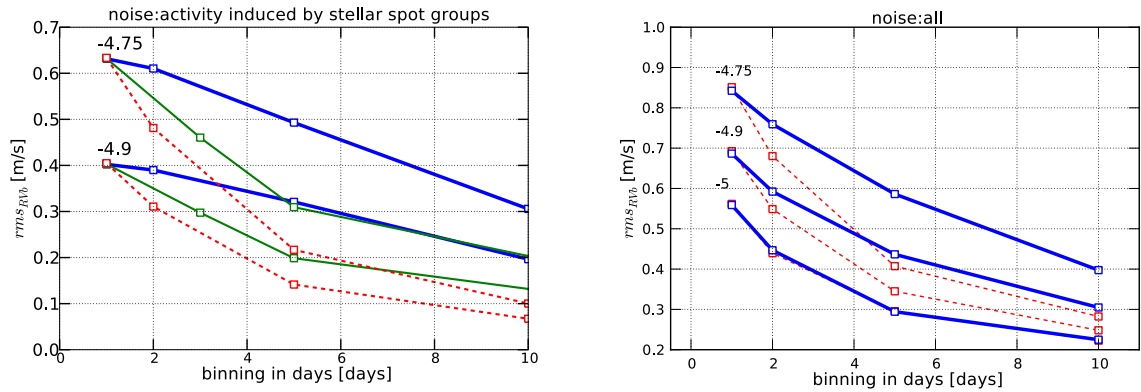 noise:activity induced by stellar spot groups
0.7
0.6
0.5
0.4
0.3
0.2
0.1
0.0
rms_RVb [m/s]
-4.75
-4.9
0 2 4 6 8 10
binning in days [days]
noise:all
1.0
0.9
0.8
0.7
0.6
0.5
0.4
0.3
0.2
rms_RVb [m/s]
-4.75
-4.9
-5
0 2 4 6 8 10
binning in days [days]